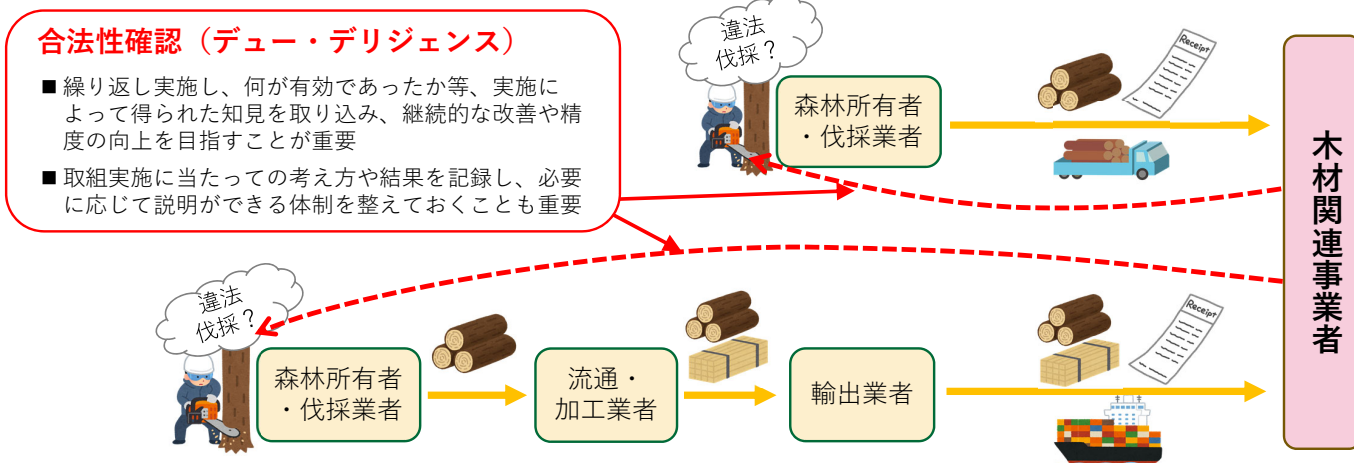 合法性確認（デュー・デリジェンス）
■ 繰り返し実施し、何が有効であったか等、実施に
よって得られた知見を取り込み、継続的な改善や精
度の向上を目指すことが重要
■ 取組実施に当たっての考え方や結果を記録し、必要
に応じて説明ができる体制を整えておくことも重要
違法
伐採？
森林所有者
・伐採業者
Receipt
木材関連事業者
違法
伐採？
森林所有者
・伐採業者
流通・
加工業者
輸出業者
Receipt